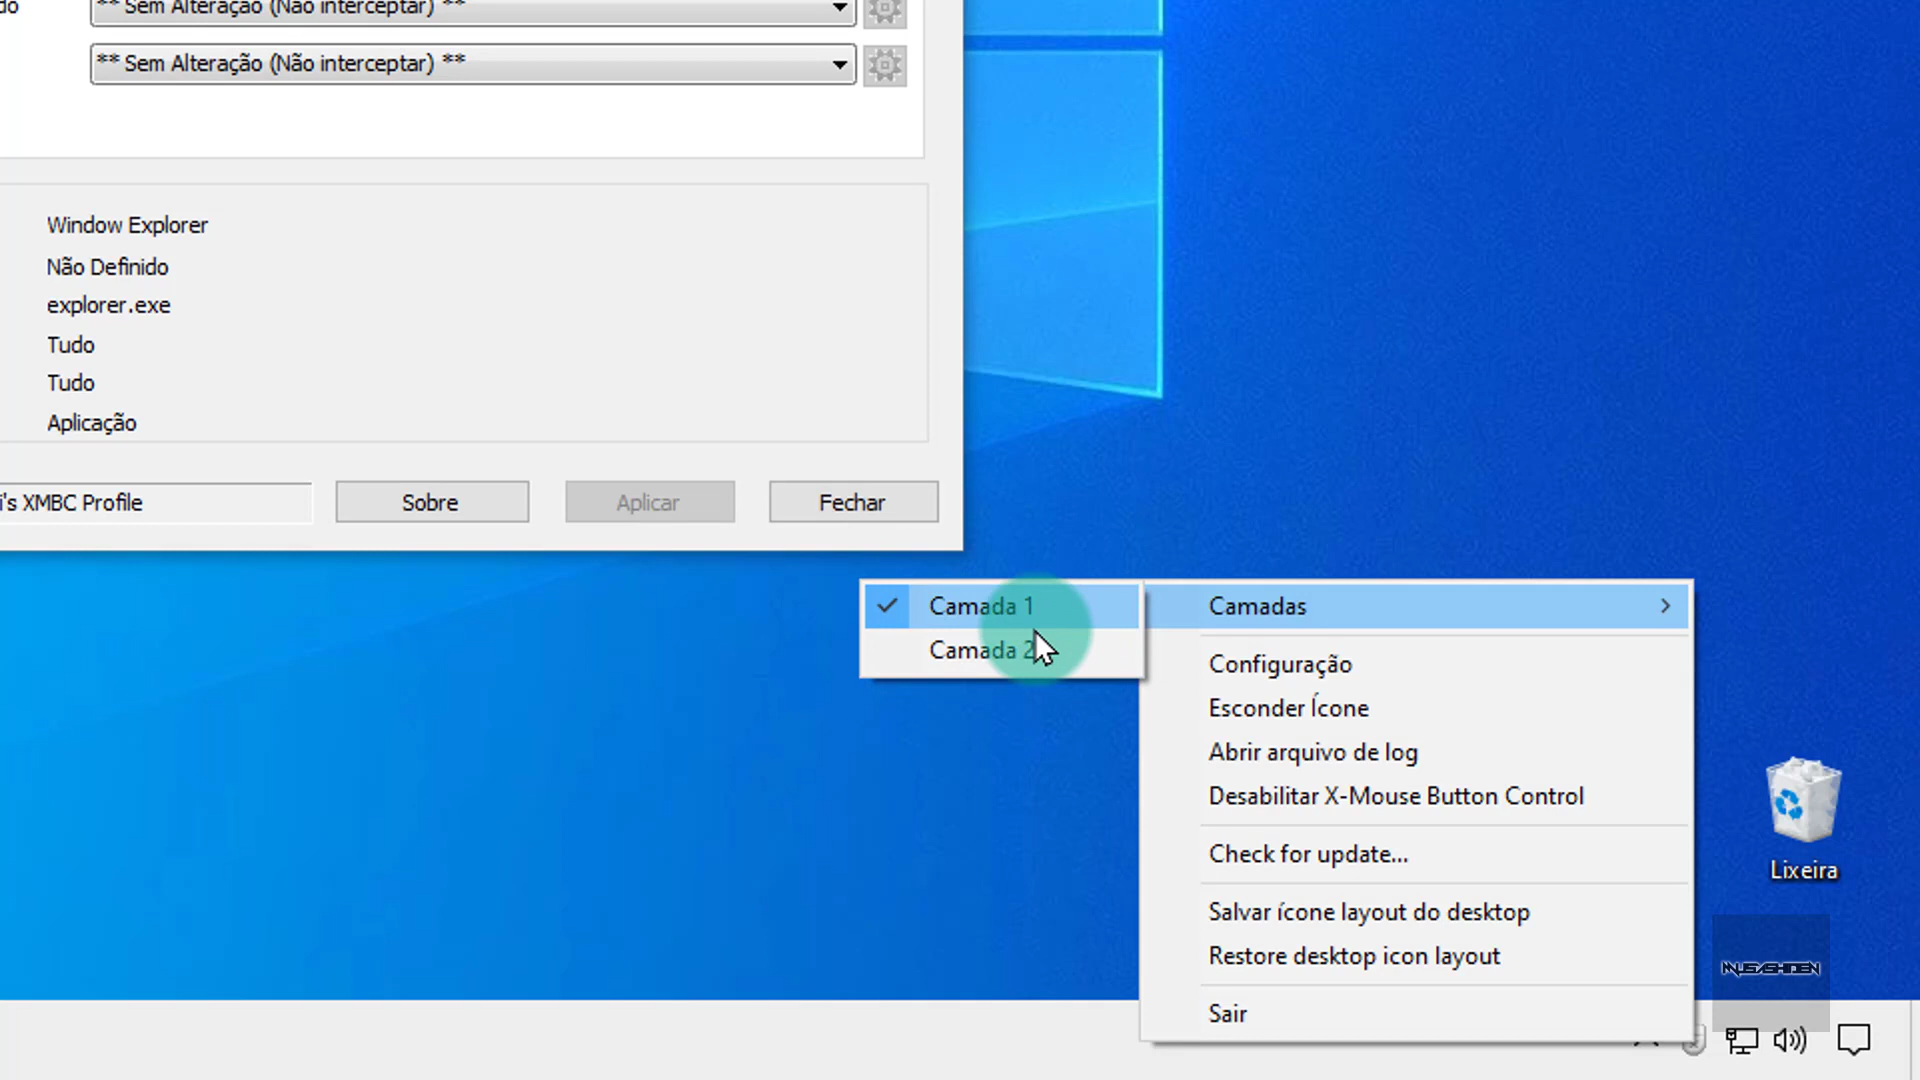 do
** Sem Alteração (Não interceptar) **
** Sem Alteração (Não interceptar) **
Window Explorer
Não Definido
explorer.exe
Tudo
Tudo
Aplicação
i's XMBC Profile
Sobre
Aplicar
Fechar
Camada 1
Camada 2
Camadas
Configuração
Esconder Ícone
Abrir arquivo de log
Desabilitar X-Mouse Button Control
Check for update...
Salvar ícone layout do desktop
Restore desktop icon layout
Sair
Lixeira
MUSASHIDEN